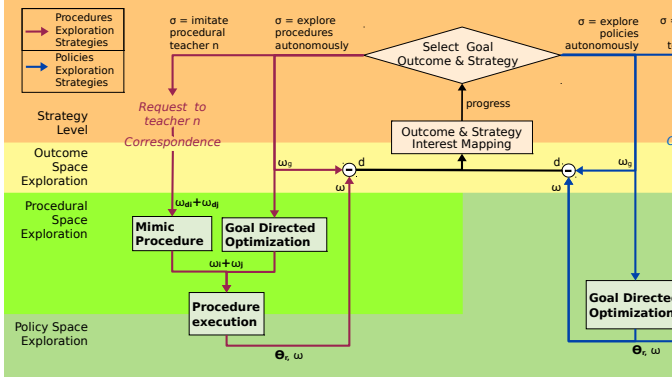 Procedures
Exploration
Strategies
Policies
Exploration
Strategies
σ = imitate
procedural
teacher n
σ = explore
procedures
autonomously
Select Goal
Outcome & Strategy
σ = explore
policies
autonomously
Request to
teacher n
Correspondence
progress
Strategy
Level
Outcome & Strategy
Interest Mapping
Outcome
Space
Exploration
ωg
d
ω
d
ω
ωg
Procedural
Space
Exploration
ωdi+ωdj
Mimic
Procedure
Goal Directed
Optimization
ωi+ωj
Procedure
execution
Goal Directed
Optimization
Policy Space
Exploration
Θr, ω
Θr, ω